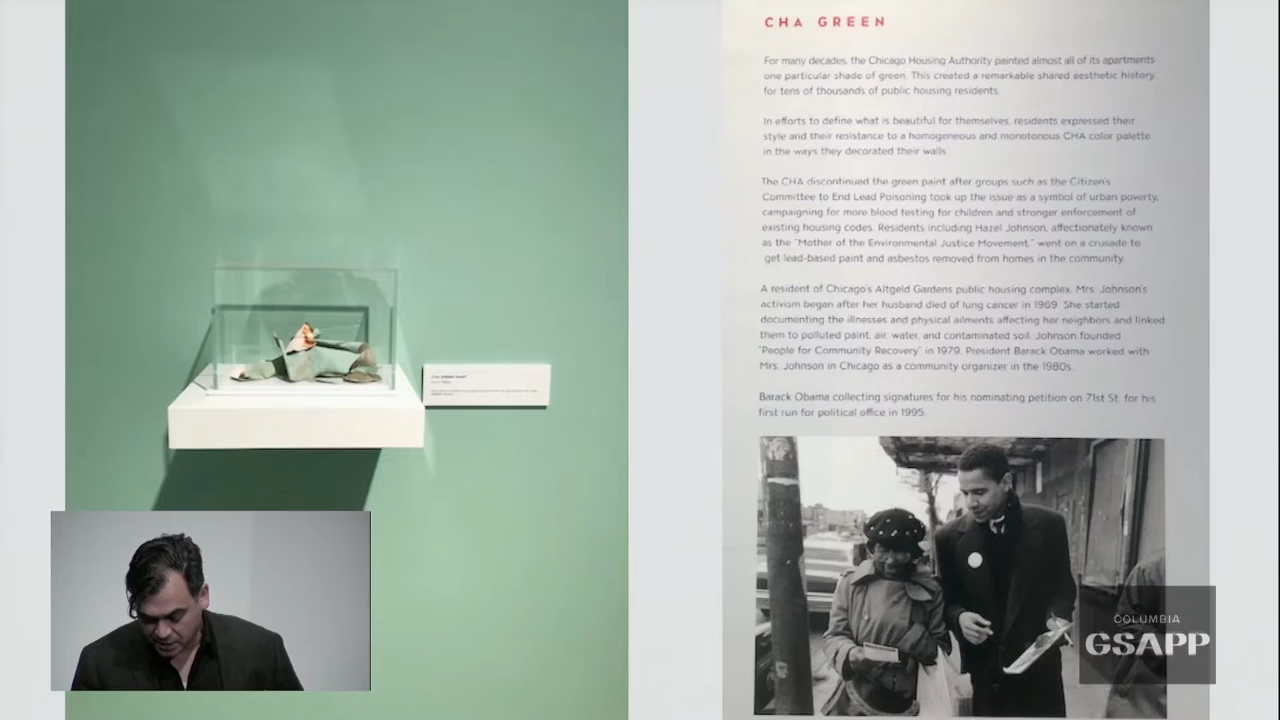 CHA GREEN
For many decades, the Chicago Housing Authority painted almost all of its apartments
one particular shade of green. This created a remarkable shared aesthetic history
for tens of thousands of public housing residents.
In efforts to define what is beautiful for themselves, residents expressed their
style and their resistance to a homogeneous and monotonous CHA color palette
in the ways they decorated their walls.
The CHA discontinued the green paint after groups such as the Citizen's
Committee to End Lead Poisoning took up the issue as a symbol of urban poverty,
campaigning for more blood testing for children and stronger enforcement of
existing housing codes. Residents including Hazel Johnson, affectionately known
as the "Mother of the Environmental Justice Movement," went on a crusade to
get lead-based paint and asbestos removed from homes in the community.
A resident of Chicago's Altgeld Gardens public housing complex, Mrs. Johnson's
activism began after her husband died of lung cancer in 1969. She started
documenting the illnesses and physical ailments affecting her neighbors and linked
them to polluted paint, air, water, and contaminated soil. Johnson founded
"People for Community Recovery" in 1979. President Barack Obama worked with
Mrs. Johnson in Chicago as a community organizer in the 1980s.
Barack Obama collecting signatures for his nominating petition on 71st St. for his
first run for political office in 1995.
COLUMBIA
GSAPP